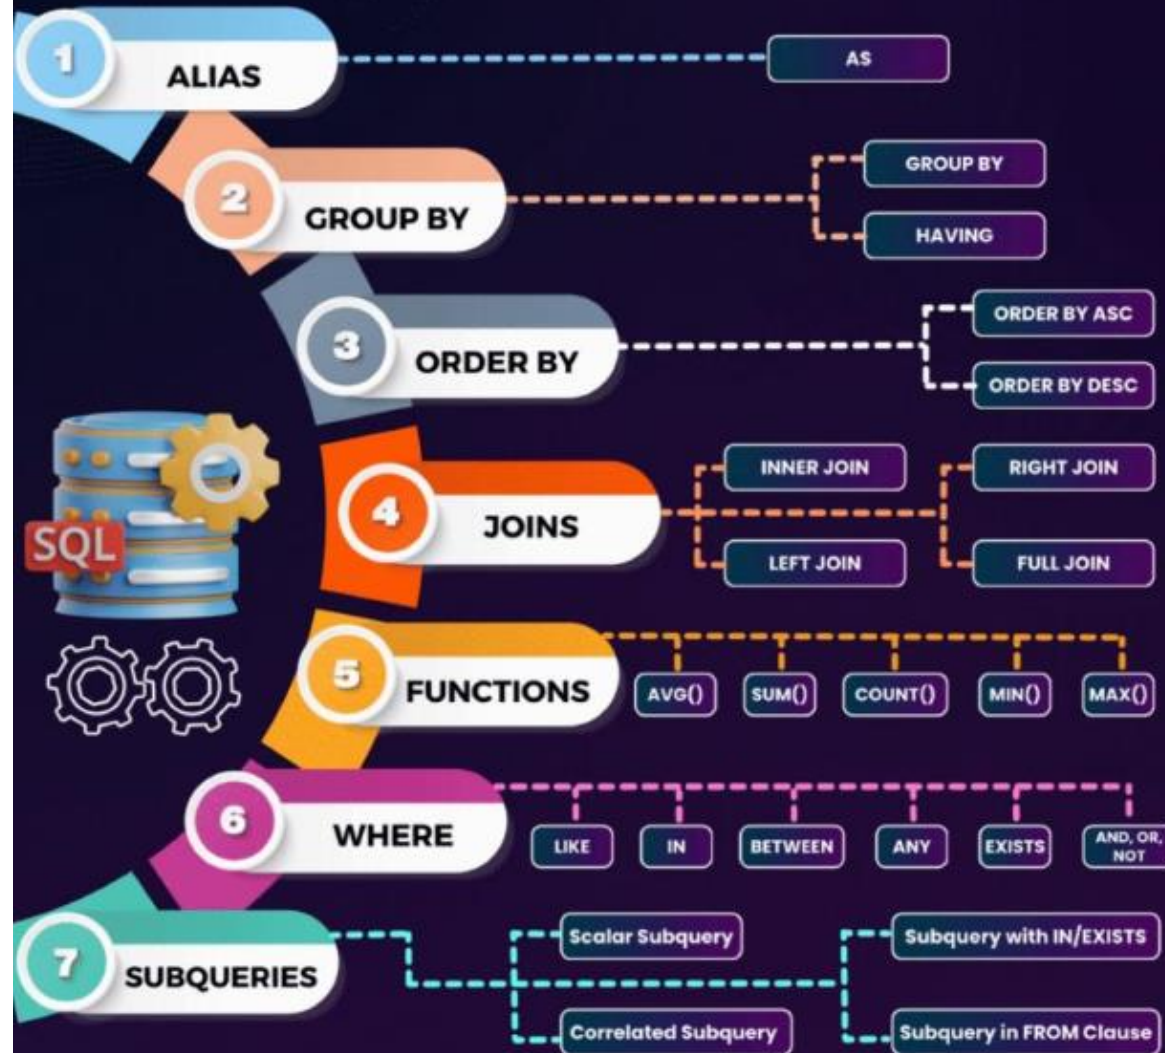 1
ALIAS
AS
2
GROUP BY
GROUP BY
HAVING
3
ORDER BY
ORDER BY ASC
ORDER BY DESC
SQL
4
JOINS
INNER JOIN
RIGHT JOIN
LEFT JOIN
FULL JOIN
5
FUNCTIONS
AVG()
SUM()
COUNT()
MIN()
MAX()
6
WHERE
LIKE
IN
BETWEEN
ANY
EXISTS
AND, OR,
NOT
7
SUBQUERIES
Scalar Subquery
Subquery with IN/EXISTS
Correlated Subquery
Subquery in FROM Clause